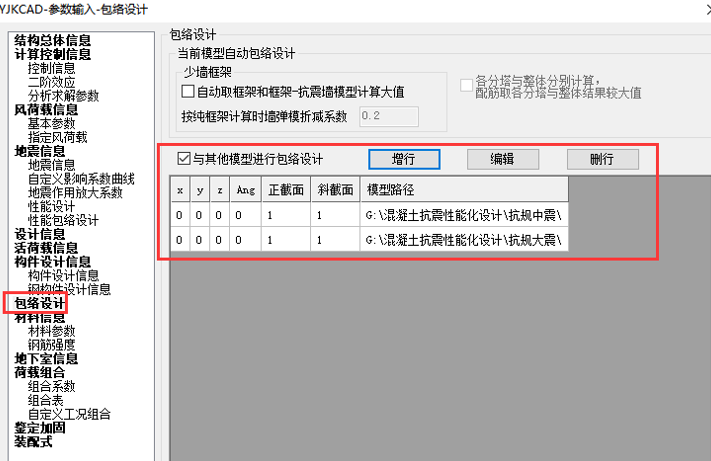 YJKCAD-参数输入-包络设计
结构总体信息
计算控制信息
控制信息
二阶效应
分析求解参数
风荷载信息
基本参数
指定风荷载
地震信息
地震信息
自定义影响系数曲线
地震作用放大系数
性能设计
性能包络设计
设计信息
活荷载信息
构件设计信息
构件设计信息
钢构件设计信息
包络设计
材料信息
材料参数
钢筋强度
地下室信息
荷载组合
组合系数
组合表
自定义工况组合
鉴定加固
装配式
包络设计
当前模型自动包络设计
少墙框架
自动取框架和框架-抗震墙模型计算大值
按纯框架计算时墙弹模折减系数 0.2
各分塔与整体分别计算,
配筋取各分塔与整体结果较大值
与其他模型进行包络设计 增行 编辑 删行
x y z Ang 正截面 斜截面 模型路径
0 0 0 0 1 1 G:\混凝土抗震性能化设计\抗规中震\
0 0 0 0 1 1 G:\混凝土抗震性能化设计\抗规大震\